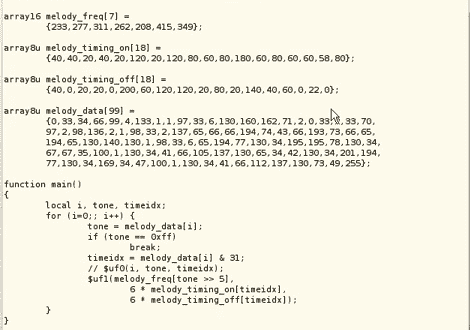 array16 melody_freq[7] =
{233,277,311,262,208,415,349};
array8u melody_timing_on[18] =
{40,40,20,40,20,120,20,120,80,60,80,180,60,80,60,60,58,80};
array8u melody_timing_off[18] =
{40,0,20,20,0,200,60,120,120,20,80,20,140,40,60,0,22,0};
array8u melody_data[99] =
{0,33,34,66,99,4,133,1,1,97,33,6,130,160,162,71,2,0,33,33,70,
97,2,98,136,2,1,98,33,2,137,65,66,66,194,74,43,66,193,73,66,65,
194,65,130,140,130,1,98,33,6,65,194,77,130,34,195,195,78,130,34,
67,67,35,100,1,130,34,41,66,105,137,130,65,34,42,130,34,201,194,
77,130,34,169,34,47,100,1,130,34,41,66,112,137,130,73,49,255};
function main()
{
local i, tone, timeidx;
for (i=0;; i++) {
tone = melody_data[i];
if (tone == 0xff)
break;
timeidx = melody_data[i] & 31;
// $uf0(i, tone, timeidx);
$uf1(melody_freq[tone >> 5],
6 * melody_timing_on[timeidx],
6 * melody_timing_off[timeidx]);
}
}